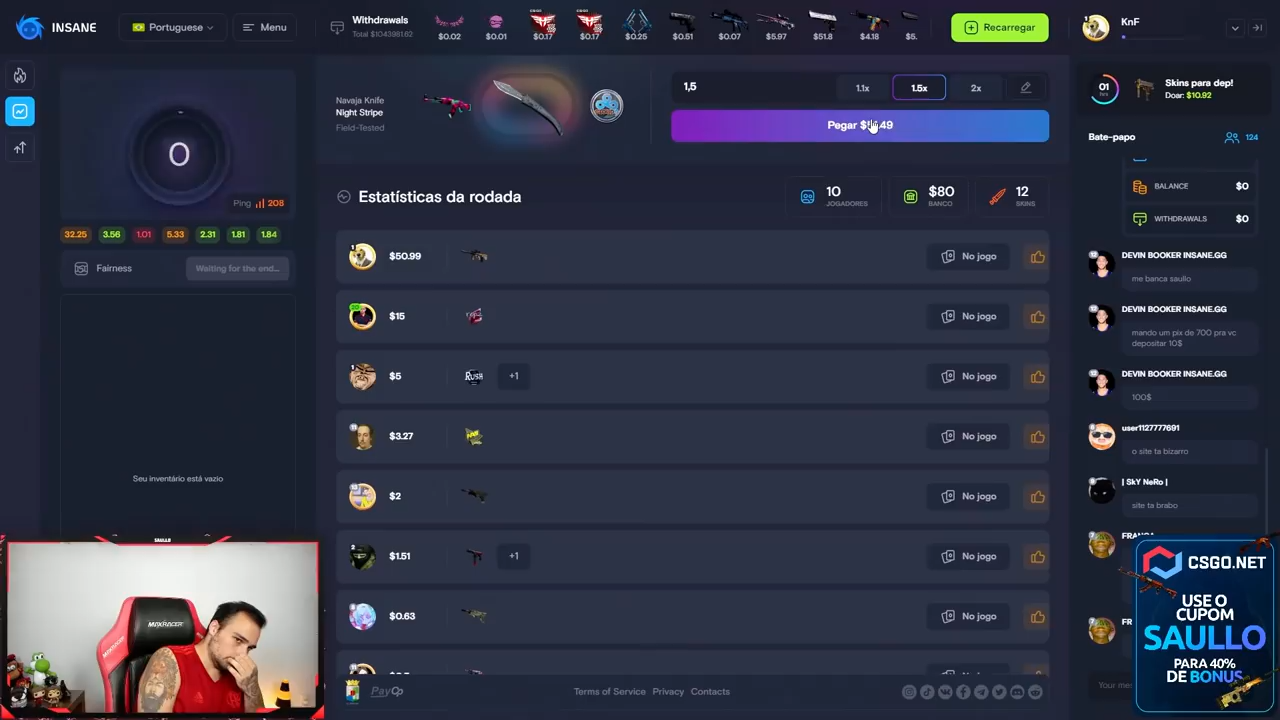 INSANE
Portuguese
Menu
Withdrawals
Total $1043981.62
$0.02
$0.01
$0.17
$0.17
$0.25
$0.51
$0.07
$5.97
$51.8
$4.18
$5.
Recarregar
KnF
0
Ping 208
32.25 3.56 1.01 5.33 2.31 1.81 1.84
Fairness
Waiting for the end...
Seu inventário está vazio
Navaja Knife
Night Stripe
Field-Tested
1,5
1.1x
1.5x
2x
Pegar
Estatísticas da rodada
10
JOGADORES
$80
BANCO
12
SKINS
$50.99
No jogo
$15
No jogo
$5
RUSH
+1
No jogo
$3.27
No jogo
$2
No jogo
$1.51
+1
No jogo
$0.63
No jogo
Terms of Service
Privacy
Contacts
01
hrs
Skins para dep!
Doar: $10.92
Bate-papo
124
BALANCE
$0
WITHDRAWALS
$0
DEVIN BOOKER INSANE.GG
me banca saullo
DEVIN BOOKER INSANE.GG
mando um pix de 700 pra vc
depositar 10$
DEVIN BOOKER INSANE.GG
100$
user1127777691
o site ta bizarro
| SkY NeRo |
site ta brabo
Your
SAULLO
MAXRACER
CSGO.NET
USE O
CUPOM
SAULLO
PARA 40%
DE BONUS